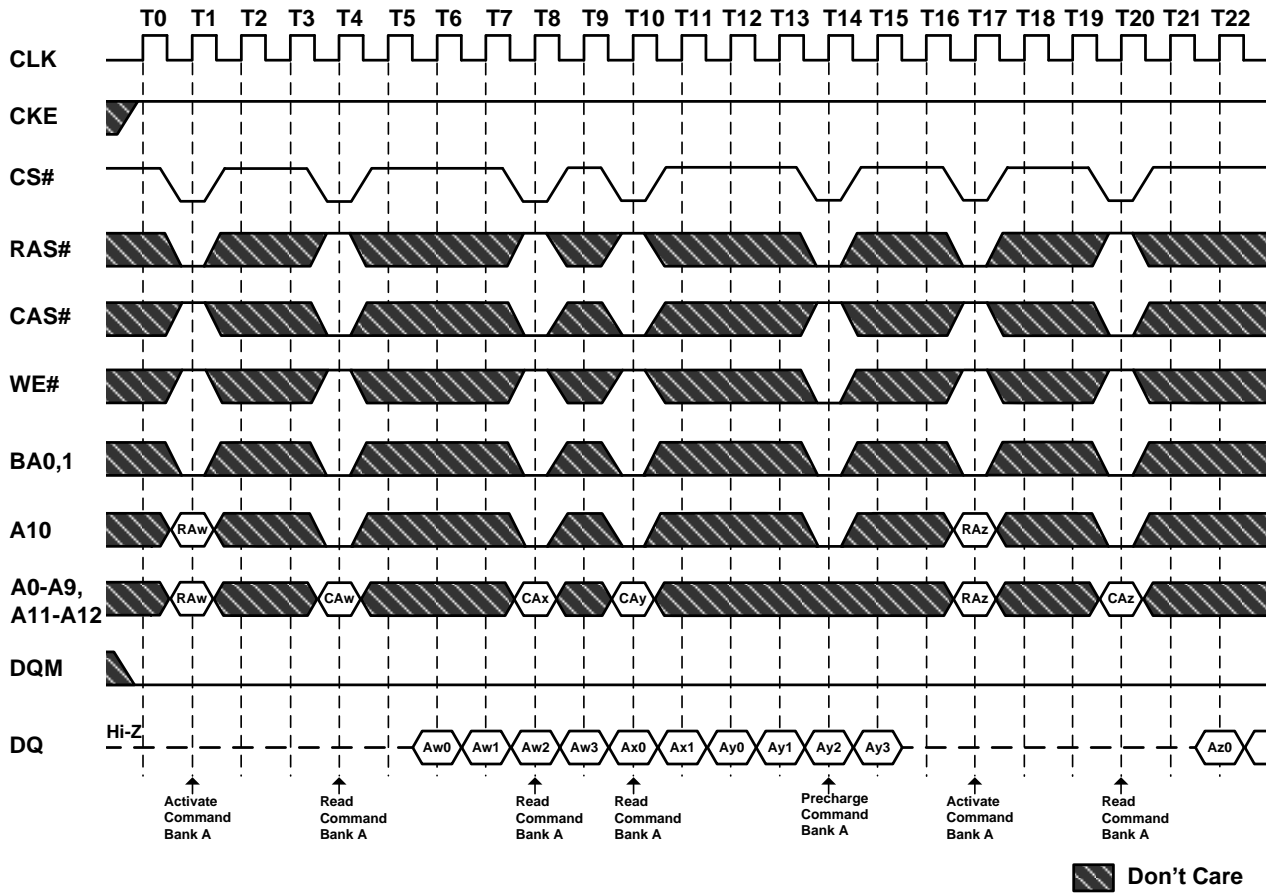 T0 T1 T2 T3 T4 T5 T6 T7 T8 T9 T10 T11 T12 T13 T14 T15 T16 T17 T18 T19 T20 T21 T22
CLK
CKE
CS#
RAS#
CAS#
WE#
BA0,1
A10
RAw RAz
A0-A9,
A11-A12
RAw CAw CAx CAy RAz CAz
DQM
DQ
Hi-Z
Aw0 Aw1 Aw2 Aw3 Ax0 Ax1 Ay0 Ay1 Ay2 Ay3 Az0
Activate
Command
Bank A
Read
Command
Bank A
Read
Command
Bank A
Read
Command
Bank A
Precharge
Command
Bank A
Activate
Command
Bank A
Read
Command
Bank A
Don't Care